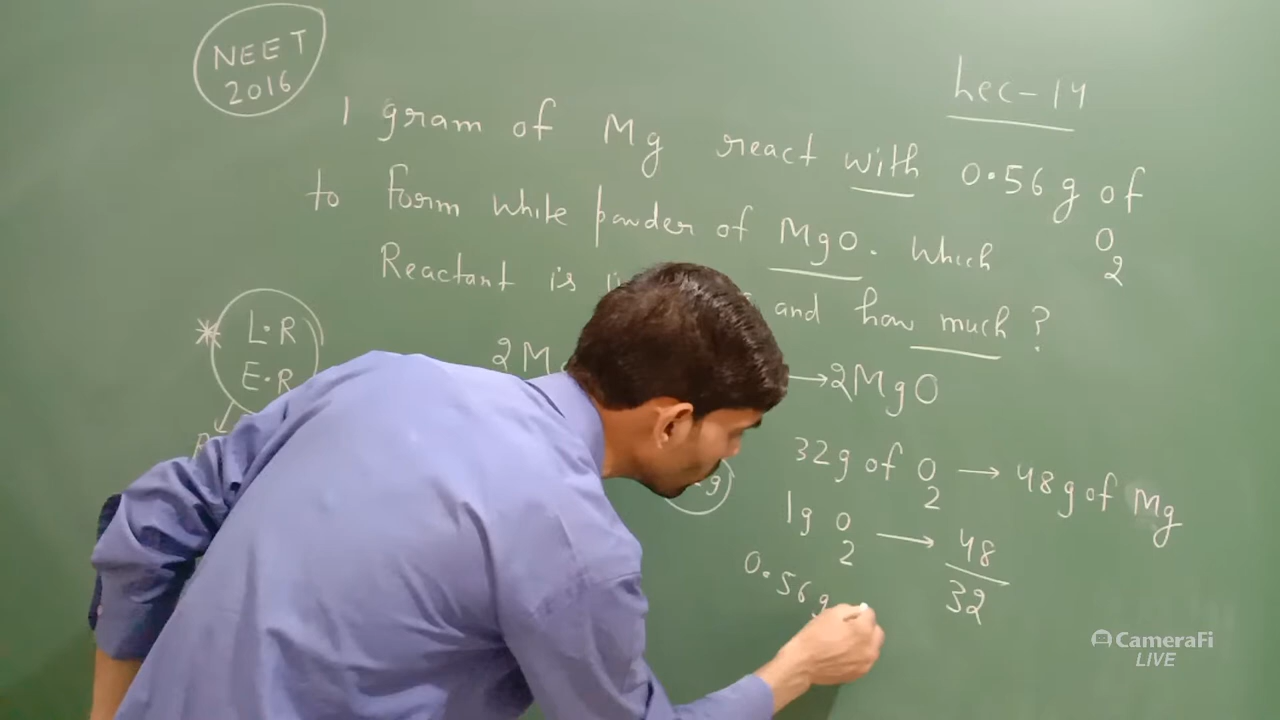 NEET
2016
Lec-14
1 gram of Mg react with 0.56g of O2
to Form white powder of MgO. Which
Reactant is and how much?
L.R
E.R
2M → 2MgO
g
32g of O2 → 48g of Mg
1g O2 → 48/32
0.56g
CameraFi
LIVE